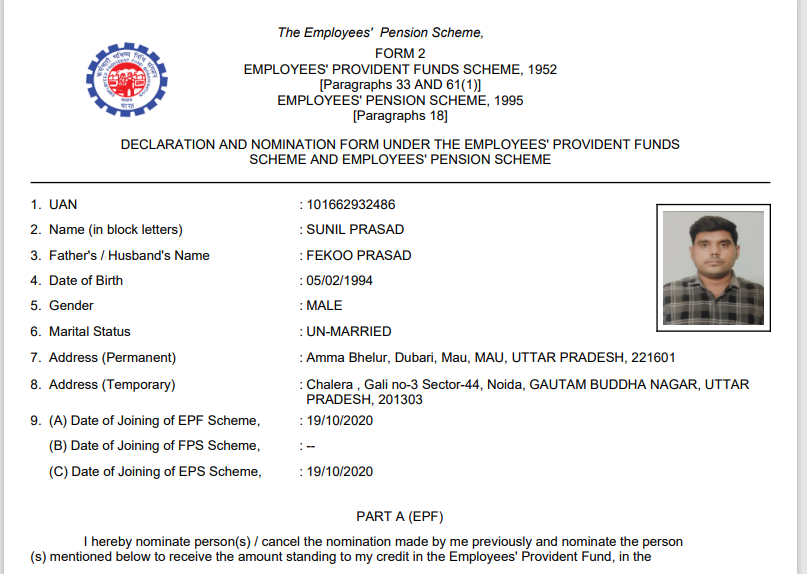 The Employees' Pension Scheme,
FORM 2
EMPLOYEES' PROVIDENT FUNDS SCHEME, 1952
[Paragraphs 33 AND 61(1)]
EMPLOYEES' PENSION SCHEME, 1995
[Paragraphs 18]
DECLARATION AND NOMINATION FORM UNDER THE EMPLOYEES' PROVIDENT FUNDS
SCHEME AND EMPLOYEES' PENSION SCHEME
1. UAN : 101662932486
2. Name (in block letters) : SUNIL PRASAD
3. Father's / Husband's Name : FEKOO PRASAD
4. Date of Birth : 05/02/1994
5. Gender : MALE
6. Marital Status : UN-MARRIED
7. Address (Permanent) : Amma Bhelur, Dubari, Mau, MAU, UTTAR PRADESH, 221601
8. Address (Temporary) : Chalera , Gali no-3 Sector-44, Noida, GAUTAM BUDDHA NAGAR, UTTAR
PRADESH, 201303
9. (A) Date of Joining of EPF Scheme, : 19/10/2020
(B) Date of Joining of FPS Scheme, : --
(C) Date of Joining of EPS Scheme, : 19/10/2020
PART A (EPF)
I hereby nominate person(s) / cancel the nomination made by me previously and nominate the person
(s) mentioned below to receive the amount standing to my credit in the Employees' Provident Fund, in the